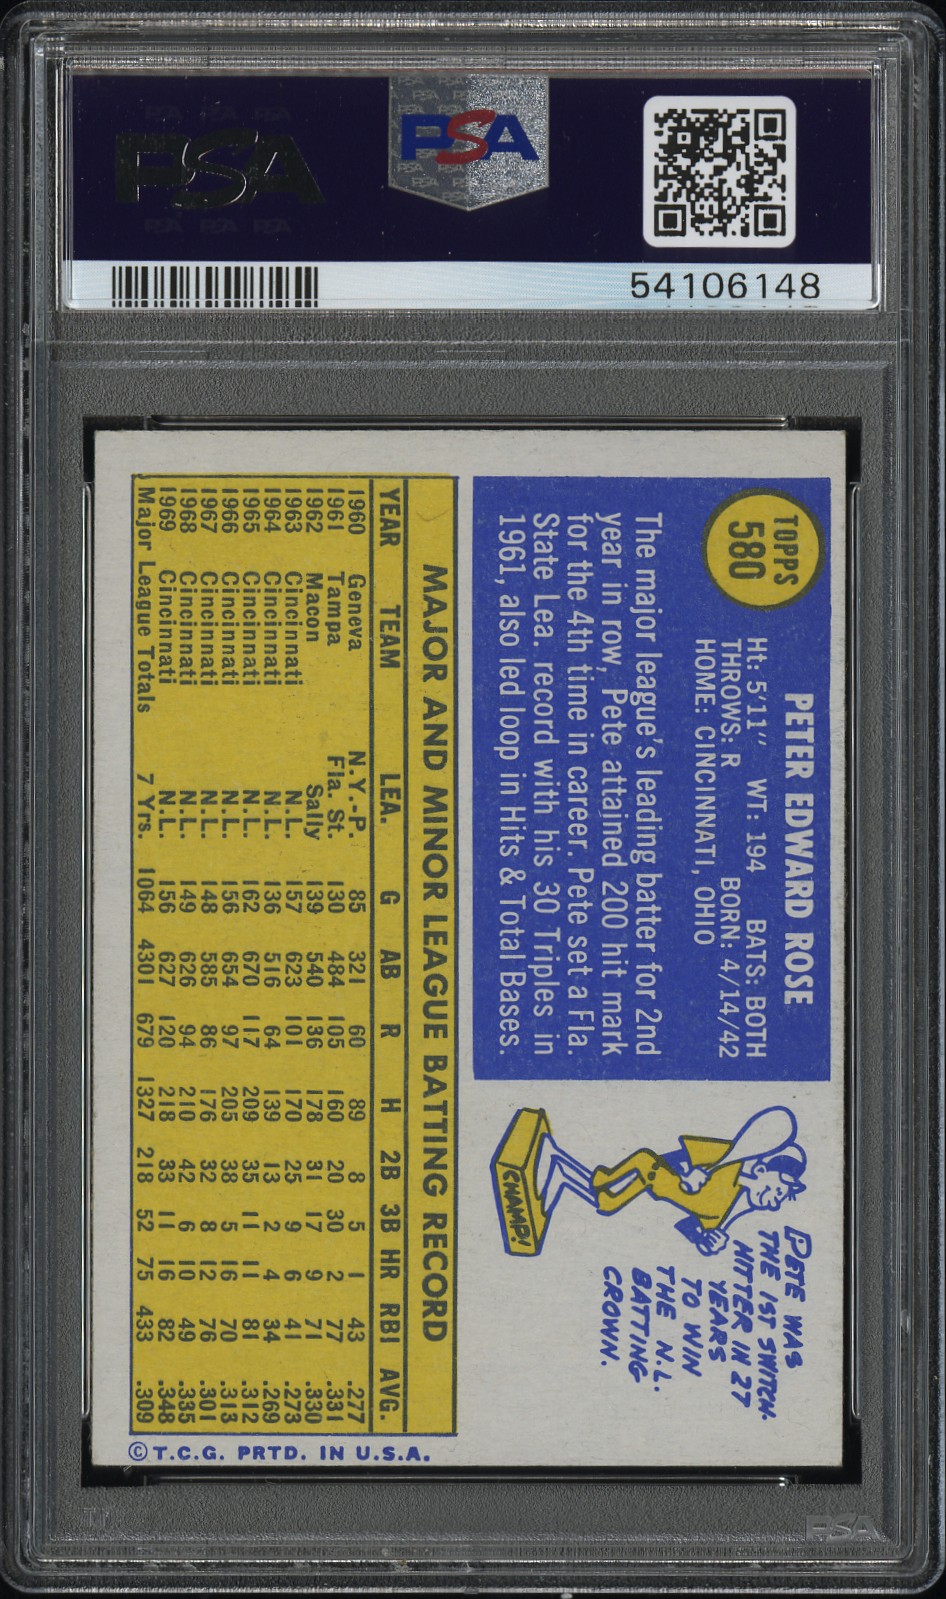 PSA
PSA
54106148
TOPPS
580
PETER EDWARD ROSE
Ht: 5'11" WT: 194 BATS: BOTH
THROWS: R BORN: 4/14/42
HOME: CINCINNATI, OHIO
The major league's leading batter for 2nd
year in row, Pete attained 200 hit mark
for the 4th time in career. Pete set a Fla.
State Lea. record with his 30 Triples in
1961, also led loop in Hits & Total Bases.
PETE WAS
THE 1ST SWITCH-
HITTER IN 27
YEARS
TO WIN
THE N.L.
BATTING
CROWN.
CHAMP!
MAJOR AND MINOR LEAGUE BATTING RECORD
YEAR TEAM LEA. G AB R H 2B 3B HR RBI AVG.
1960 Geneva N.Y.-P. 85 321 60 89 8 5 1 43 .277
1961 Tampa Fla. St. 130 484 105 160 20 30 2 77 .331
1962 Macon Sally 139 540 136 178 31 17 9 71 .330
1963 Cincinnati N.L. 157 623 101 170 25 9 6 41 .273
1964 Cincinnati N.L. 136 516 64 139 13 2 4 34 .269
1965 Cincinnati N.L. 162 670 117 209 35 11 11 81 .312
1966 Cincinnati N.L. 156 654 97 205 38 5 16 70 .313
1967 Cincinnati N.L. 148 585 86 176 32 8 12 76 .301
1968 Cincinnati N.L. 149 626 94 210 42 6 10 49 .335
1969 Cincinnati N.L. 156 627 120 218 33 11 16 82 .348
Major League Totals 7 Yrs. 1064 4301 679 1327 218 52 75 433 .309
© T.C.G. PRTD. IN U.S.A.
PSA